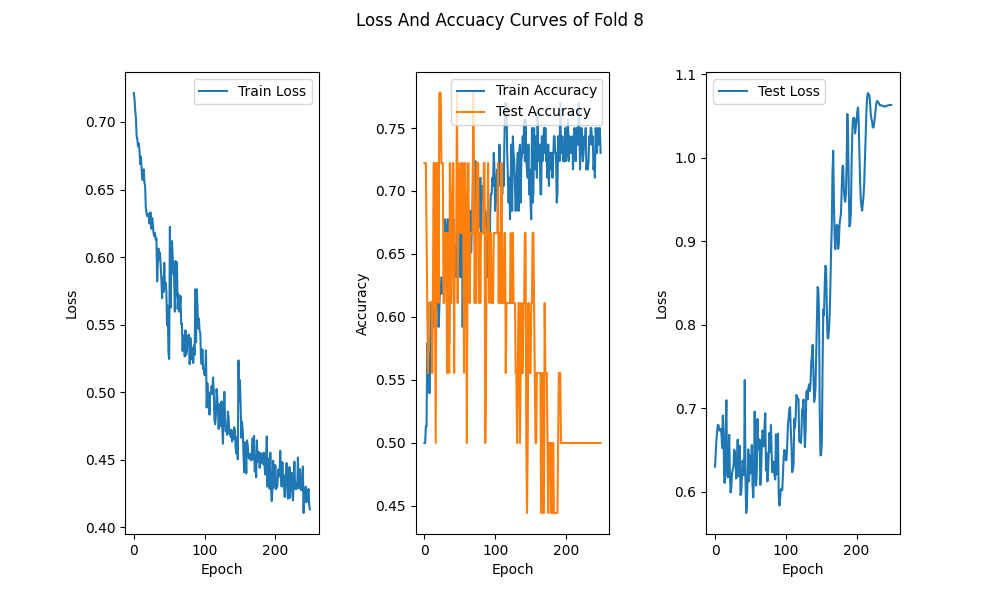 Loss And Accuacy Curves of Fold 8
Train Loss
0.70
0.65
0.60
0.55
0.50
0.45
0.40
Loss
0
100
200
Epoch
Train Accuracy
Test Accuracy
0.75
0.70
0.65
0.60
0.55
0.50
0.45
Accuracy
0
100
200
Epoch
Test Loss
1.1
1.0
0.9
0.8
0.7
0.6
Loss
0
100
200
Epoch